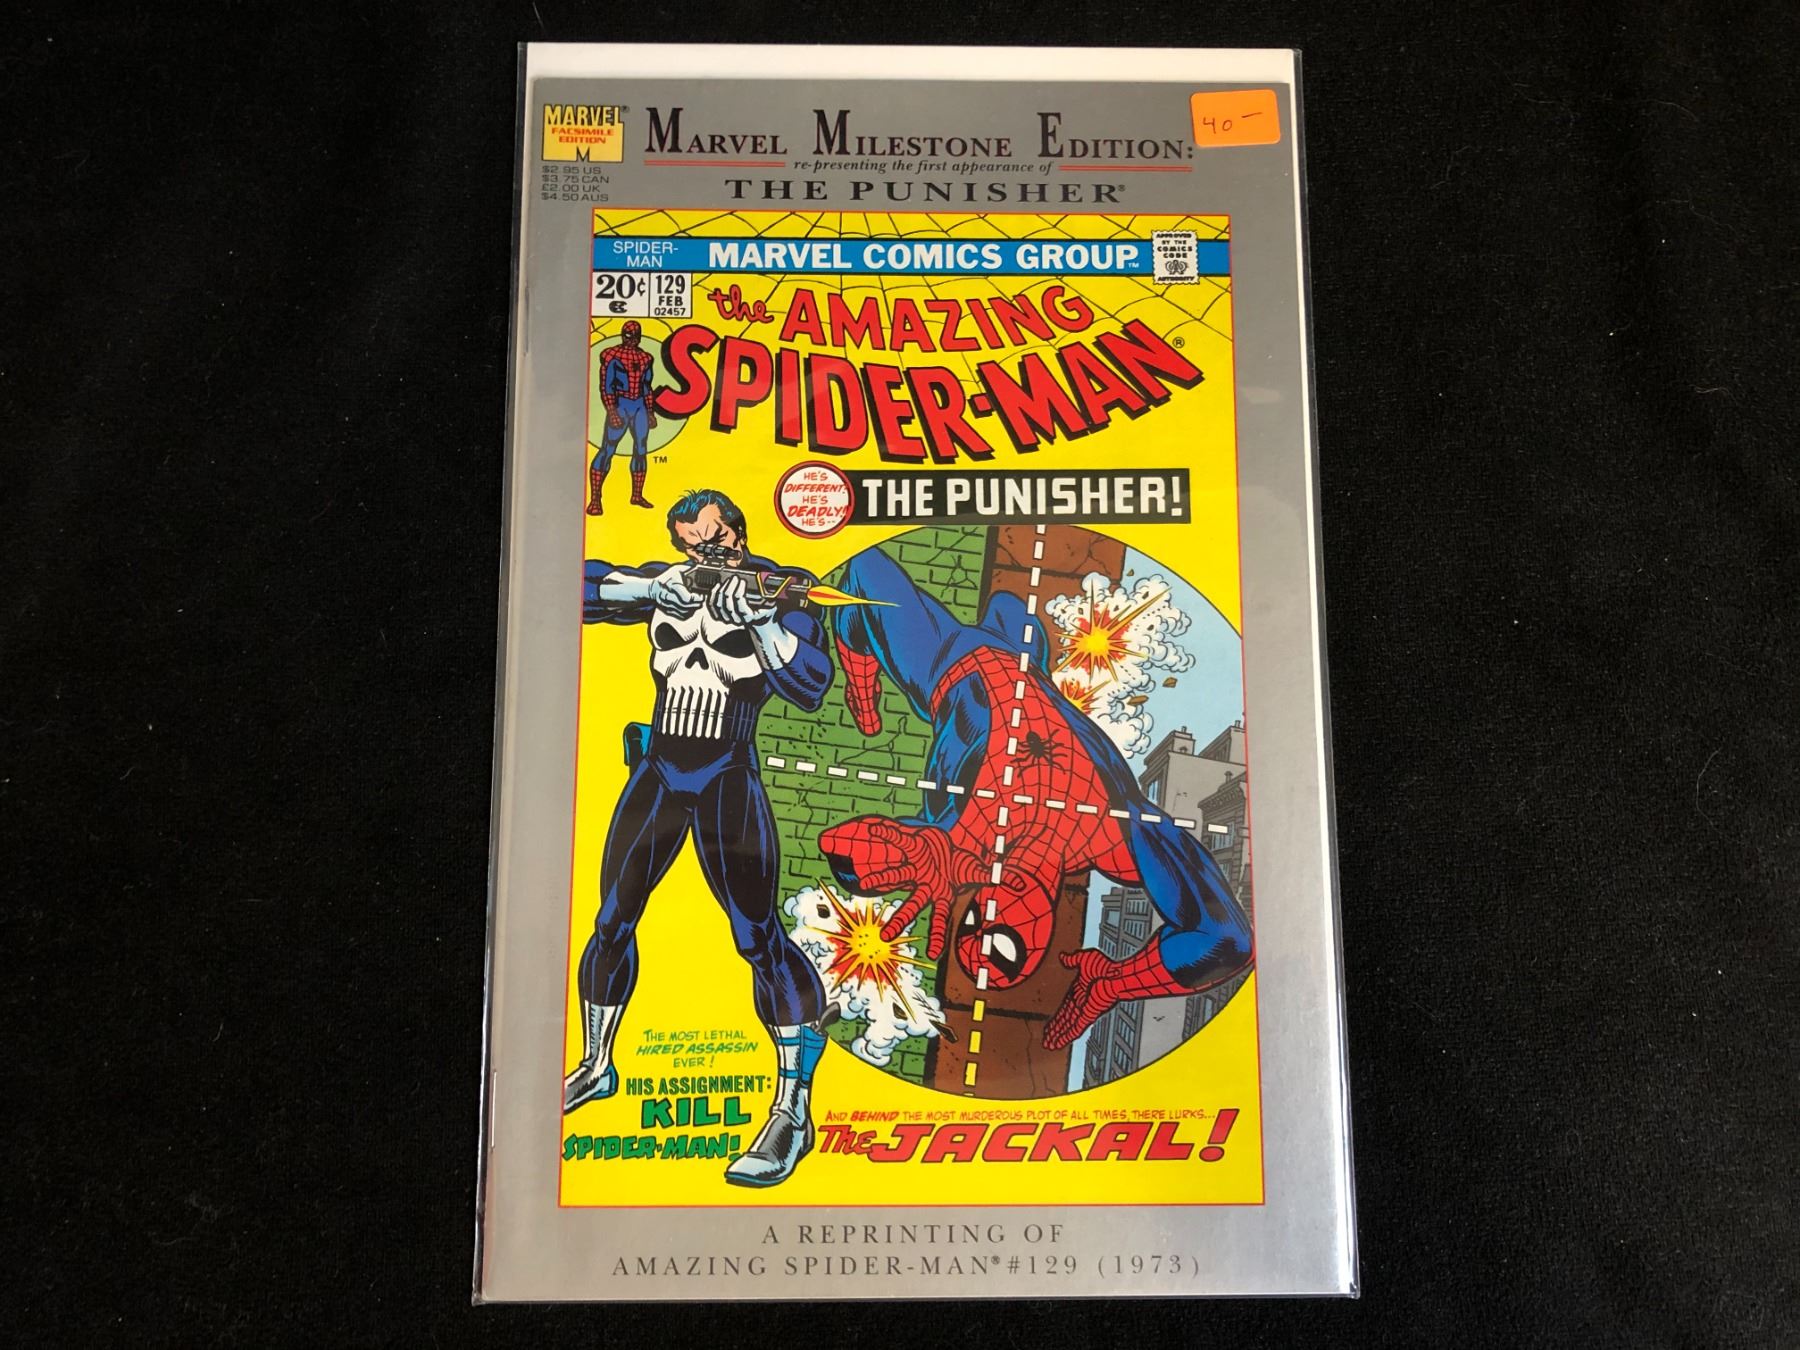 MARVEL®
FACSIMILE
EDITION
M
$2.95 US
$3.75 CAN
£2.00 UK
$4.50 AUS
MARVEL MILESTONE EDITION:
re-presenting the first appearance of
THE PUNISHER®
40—
SPIDER-
MAN
MARVEL COMICS GROUP™
APPROVED
BY THE
COMICS
CODE
AUTHORITY
20¢
129
FEB
02457
the AMAZING
SPIDER-MAN®
TM
HE'S
DIFFERENT!
HE'S
DEADLY!
HE'S--
THE PUNISHER!
THE MOST LETHAL
HIRED ASSASSIN
EVER!
HIS ASSIGNMENT:
KILL
SPIDER-MAN!
AND BEHIND THE MOST MURDEROUS PLOT OF ALL TIMES, THERE LURKS...
THE JACKAL!
A REPRINTING OF
AMAZING SPIDER-MAN® #129 (1973)